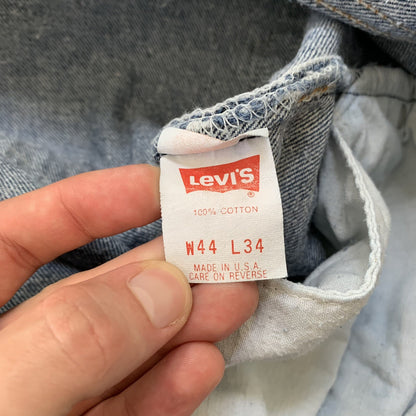 Levi's
®
100% COTTON
W44 L34
MADE IN U.S.A.
CARE ON REVERSE